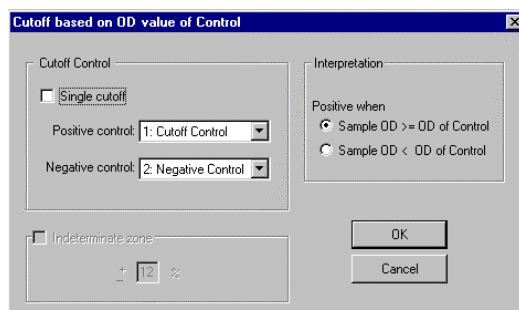 Cutoff based on OD value of Control
Cutoff Control
Single cutoff
Positive control: 1: Cutoff Control
Negative control: 2: Negative Control
Indeterminate zone
+
- 12 %
Interpretation
Positive when
Sample OD >= OD of Control
Sample OD < OD of Control
OK
Cancel